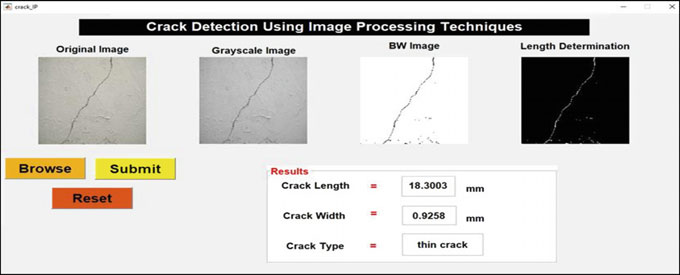 crack_IP
Crack Detection Using Image Processing Techniques
Original Image
Grayscale Image
BW Image
Length Determination
Browse
Submit
Reset
Results
Crack Length = 18.3003 mm
Crack Width = 0.9258 mm
Crack Type = thin crack